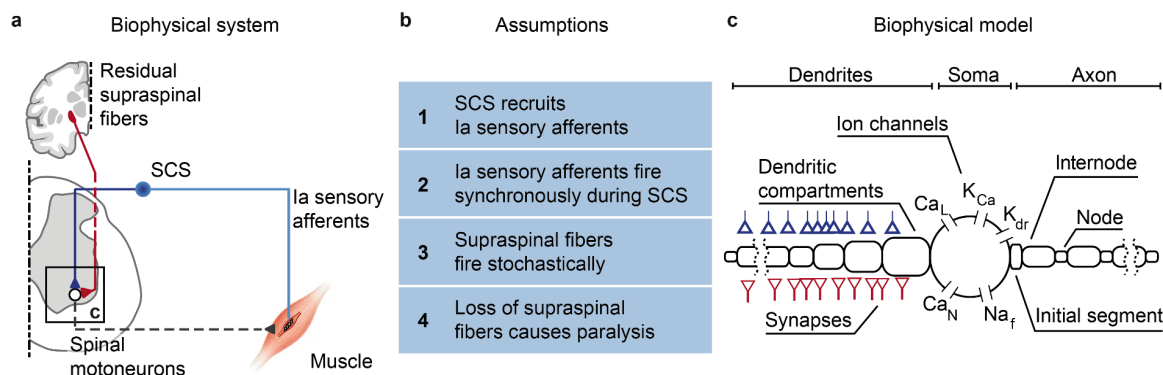 a
Biophysical system
Residual
supraspinal
fibers
SCS
Ia sensory
afferents
c
Spinal
motoneurons
Muscle
b
Assumptions
1
SCS recruits
Ia sensory afferents
2
Ia sensory afferents fire
synchronously during SCS
3
Supraspinal fibers
fire stochastically
4
Loss of supraspinal
fibers causes paralysis
c
Biophysical model
Dendrites
Soma
Axon
Ion channels
Dendritic
compartments
Ca_L
K_Ca
K_dr
Internode
Node
Synapses
Ca_N
Na_f
Initial segment